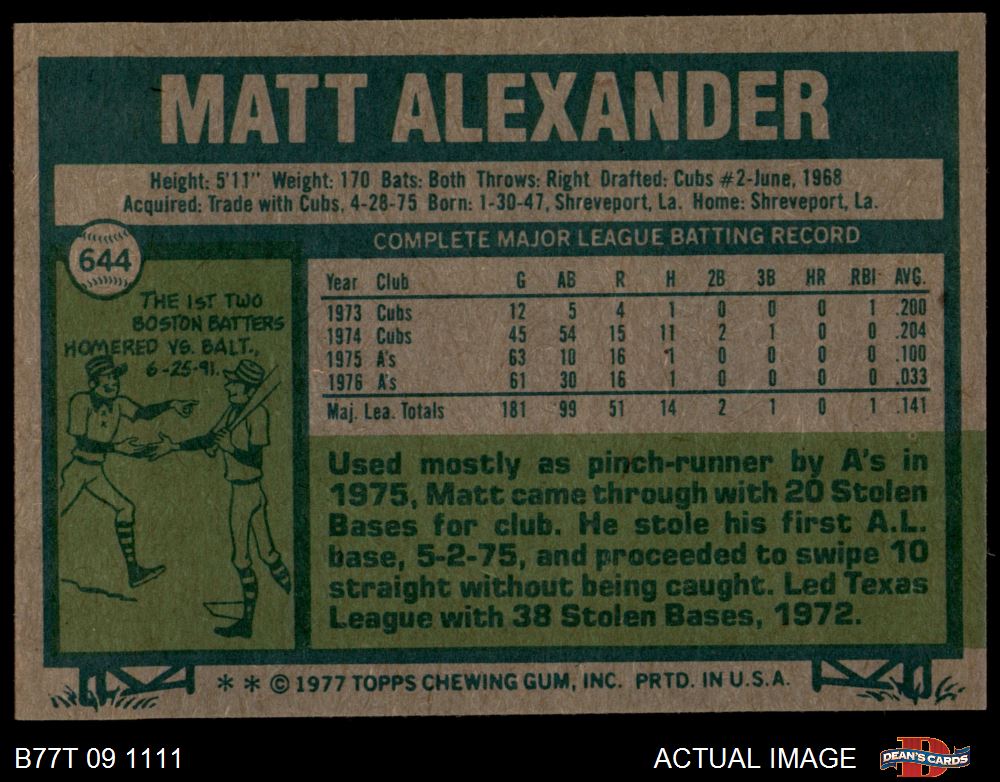 MATT ALEXANDER
Height: 5'11" Weight: 170 Bats: Both Throws: Right Drafted: Cubs #2-June, 1968
Acquired: Trade with Cubs, 4-28-75 Born: 1-30-47, Shreveport, La. Home: Shreveport, La.
644
THE 1ST TWO
BOSTON BATTERS
HOMERED VS. BALT.,
6-25-91.
COMPLETE MAJOR LEAGUE BATTING RECORD
Year Club G AB R H 2B 3B HR RBI AVG.
1973 Cubs 12 5 4 1 0 0 0 1 .200
1974 Cubs 45 54 15 11 2 1 0 0 .204
1975 A's 63 10 16 1 0 0 0 0 .100
1976 A's 61 30 16 1 0 0 0 0 .033
Maj. Lea. Totals 181 99 51 14 2 1 0 1 .141
Used mostly as pinch-runner by A's in
1975, Matt came through with 20 Stolen
Bases for club. He stole his first A.L.
base, 5-2-75, and proceeded to swipe 10
straight without being caught. Led Texas
League with 38 Stolen Bases, 1972.
* * © 1977 TOPPS CHEWING GUM, INC. PRTD. IN U.S.A.
B77T 09 1111
ACTUAL IMAGE
D
DEAN'S CARDS